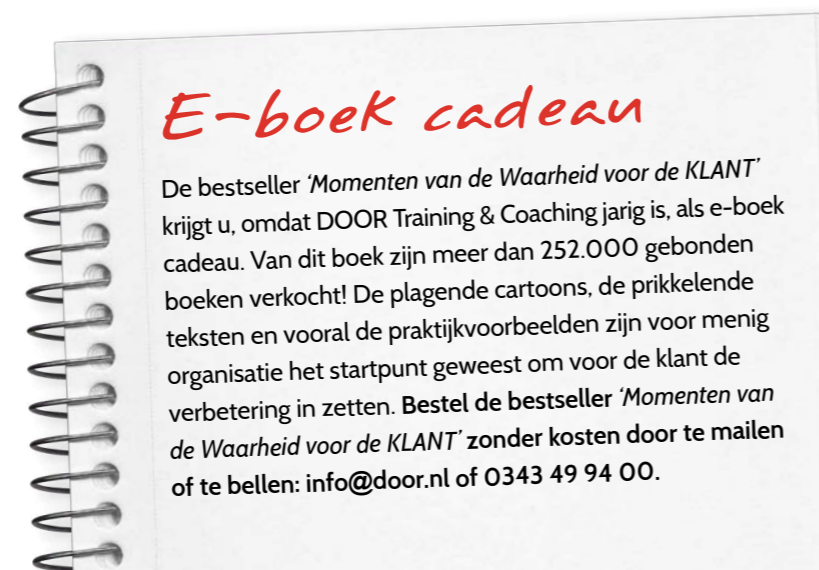 E-boek cadeau
De bestseller ‘Momenten van de Waarheid voor de KLANT’
krijgt u, omdat DOOR Training & Coaching jarig is, als e-boek
cadeau. Van dit boek zijn meer dan 252.000 gebonden
boeken verkocht! De plagende cartoons, de prikkelende
teksten en vooral de praktijkvoorbeelden zijn voor menig
organisatie het startpunt geweest om voor de klant de
verbetering in zetten. Bestel de bestseller ‘Momenten van
de Waarheid voor de KLANT’ zonder kosten door te mailen
of te bellen: info@door.nl of 0343 49 94 00.